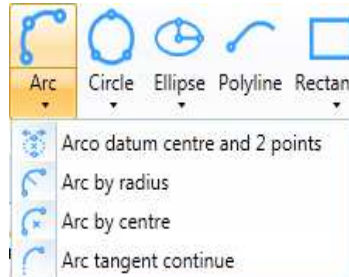 Arc Circle Ellipse Polyline Rectan
Arco datum centre and 2 points
Arc by radius
Arc by centre
Arc tangent continue